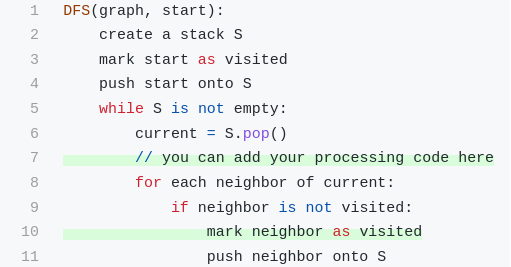 1 DFS(graph, start):
2     create a stack S
3     mark start as visited
4     push start onto S
5     while S is not empty:
6         current = S.pop()
7         // you can add your processing code here
8         for each neighbor of current:
9             if neighbor is not visited:
10                 mark neighbor as visited
11                 push neighbor onto S